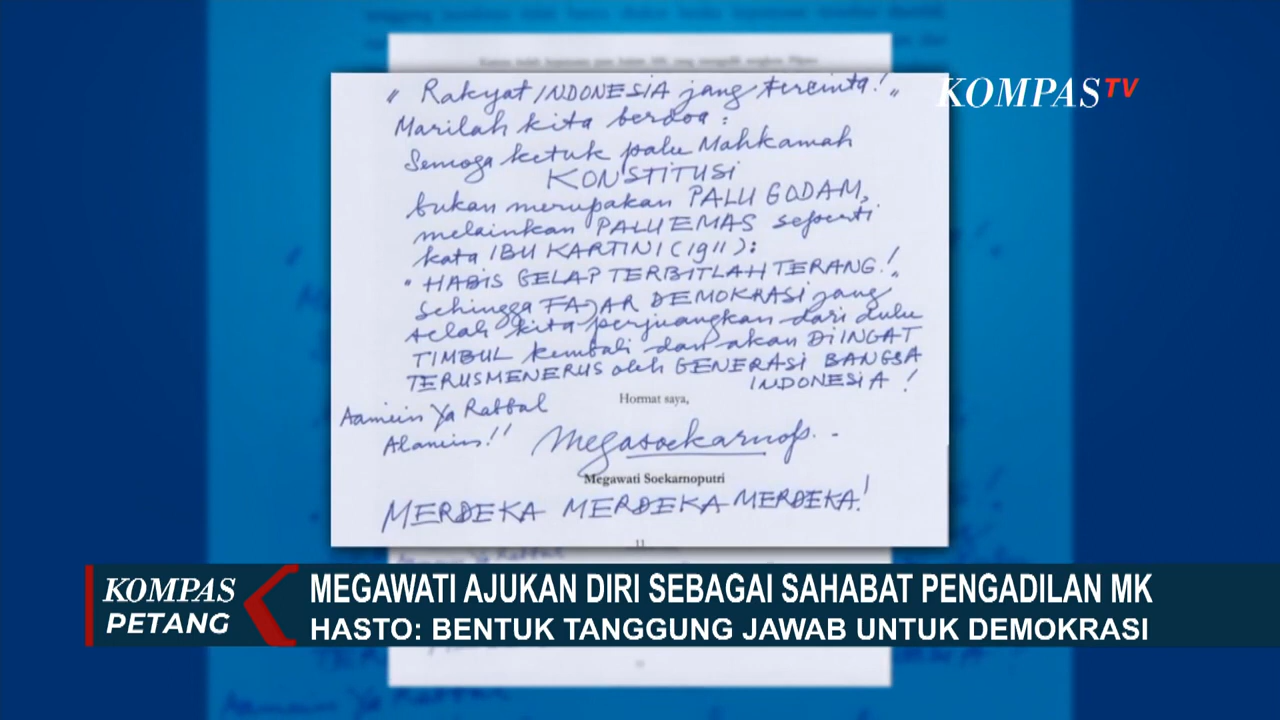 KOMPAS TV
" Rakyat INDONESIA jang tercinta! "
Marilah kita berdoa :
Semoga ketuk palu Mahkamah
KONSTITUSI
bukan merupakan PALU GODAM,
melainkan PALU EMAS seperti
kata IBU KARTINI (1911) :
" HABIS GELAP TERBITLAH TERANG! "
Sehingga FAJAR DEMOKRASI jang
telah kita perjuangkan dari dulu
TIMBUL kembali dan akan DIINGAT
TERUSMENERUS oleh GENERASI BANGSA
INDONESIA !
Hormat saya,
Aamiin Ya Rabbal
Alamiin!!
Megawati Soekarnoputri
MERDEKA MERDEKA MERDEKA!
11
KOMPAS PETANG
MEGAWATI AJUKAN DIRI SEBAGAI SAHABAT PENGADILAN MK
HASTO: BENTUK TANGGUNG JAWAB UNTUK DEMOKRASI